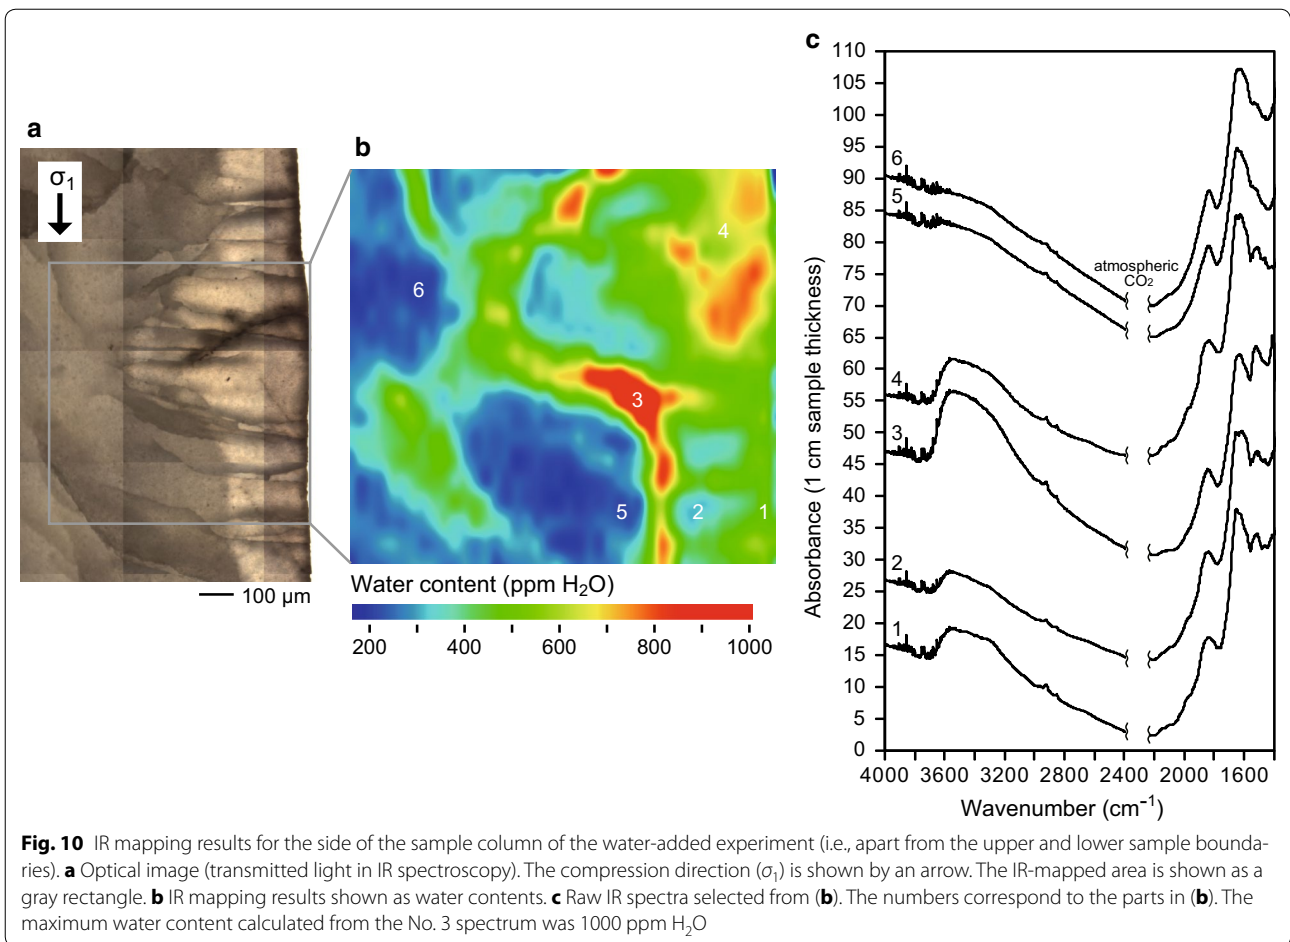 a
σ1
100 μm
b
4
6
3
5
2
1
Water content (ppm H2O)
200 400 600 800 1000
c
110
105
100
95
90
85
80
75
70
65
60
55
50
45
40
35
30
25
20
15
10
5
0
Absorbance (1 cm sample thickness)
6
5
atmospheric
CO2
4
3
2
1
4000 3600 3200 2800 2400 2000 1600
Wavenumber (cm−1)
Fig. 10 IR mapping results for the side of the sample column of the water-added experiment (i.e., apart from the upper and lower sample bounda-
ries). a Optical image (transmitted light in IR spectroscopy). The compression direction (σ1) is shown by an arrow. The IR-mapped area is shown as a
gray rectangle. b IR mapping results shown as water contents. c Raw IR spectra selected from (b). The numbers correspond to the parts in (b). The
maximum water content calculated from the No. 3 spectrum was 1000 ppm H2O